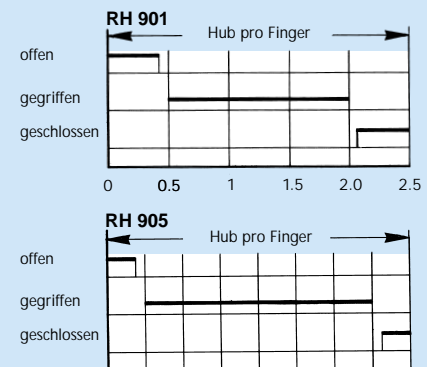 RH 901
Hub pro Finger
offen
gegriffen
geschlossen
0 0.5 1 1.5 2.0 2.5
RH 905
Hub pro Finger
offen
gegriffen
geschlossen